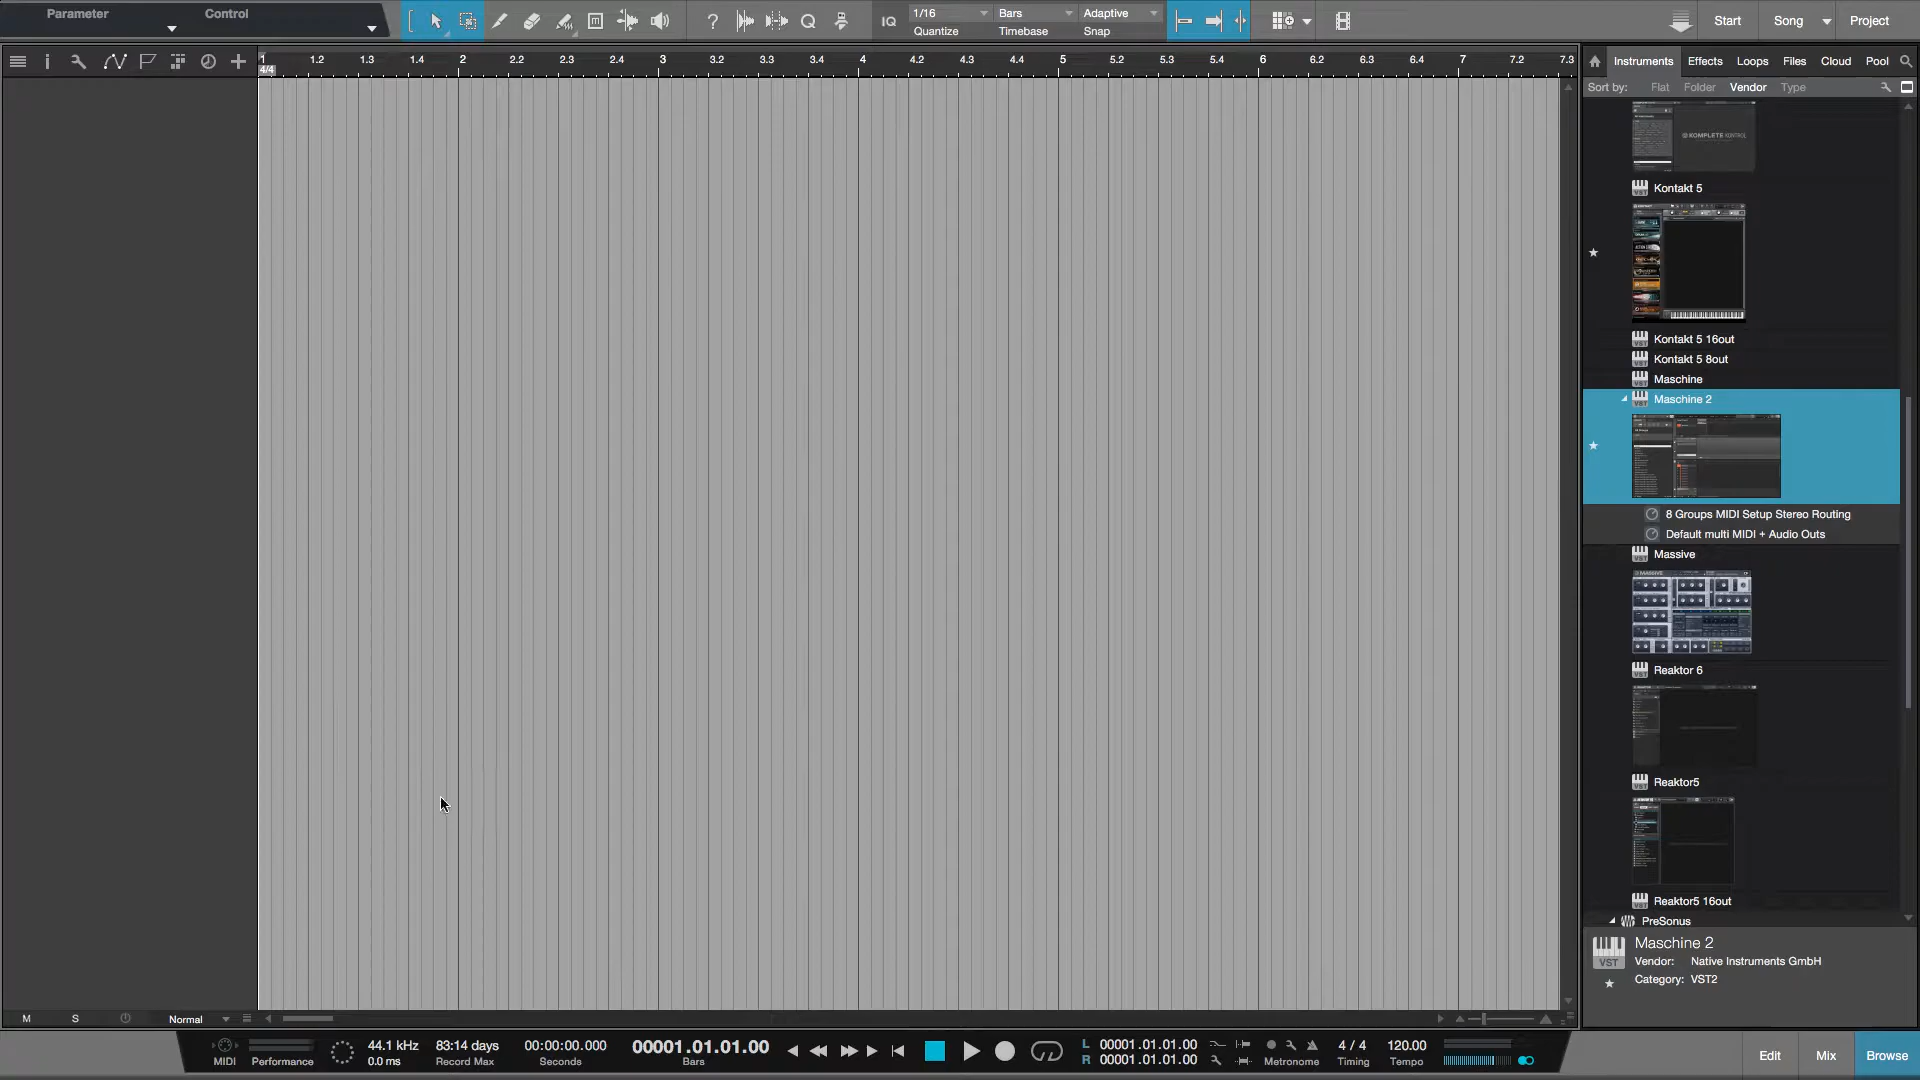 Parameter
Control
IQ
1/16
Quantize
Bars
Timebase
Adaptive
Snap
Start
Song
Project
1
1.2
1.3
1.4
2
2.2
2.3
2.4
3
3.2
3.3
3.4
4
4.2
4.3
4.4
5
5.2
5.3
5.4
6
6.2
6.3
6.4
7
7.2
7.3
4/4
Instruments
Effects
Loops
Files
Cloud
Pool
Sort by:
Flat
Folder
Vendor
Type
KOMPLETE KONTROL
Kontakt 5
Kontakt 5 16out
Kontakt 5 8out
Maschine
Maschine 2
8 Groups MIDI Setup Stereo Routing
Default multi MIDI + Audio Outs
Massive
Reaktor 6
Reaktor5
Reaktor5 16out
PreSonus
Maschine 2
VST
Vendor: Native Instruments GmbH
Category: VST2
M
S
Normal
MIDI
Performance
44.1 kHz
0.0 ms
83:14 days
Record Max
00:00:00.000
Seconds
00001.01.01.00
Bars
L 00001.01.01.00
R 00001.01.01.00
Metronome
4 / 4
Timing
120.00
Tempo
Edit
Mix
Browse